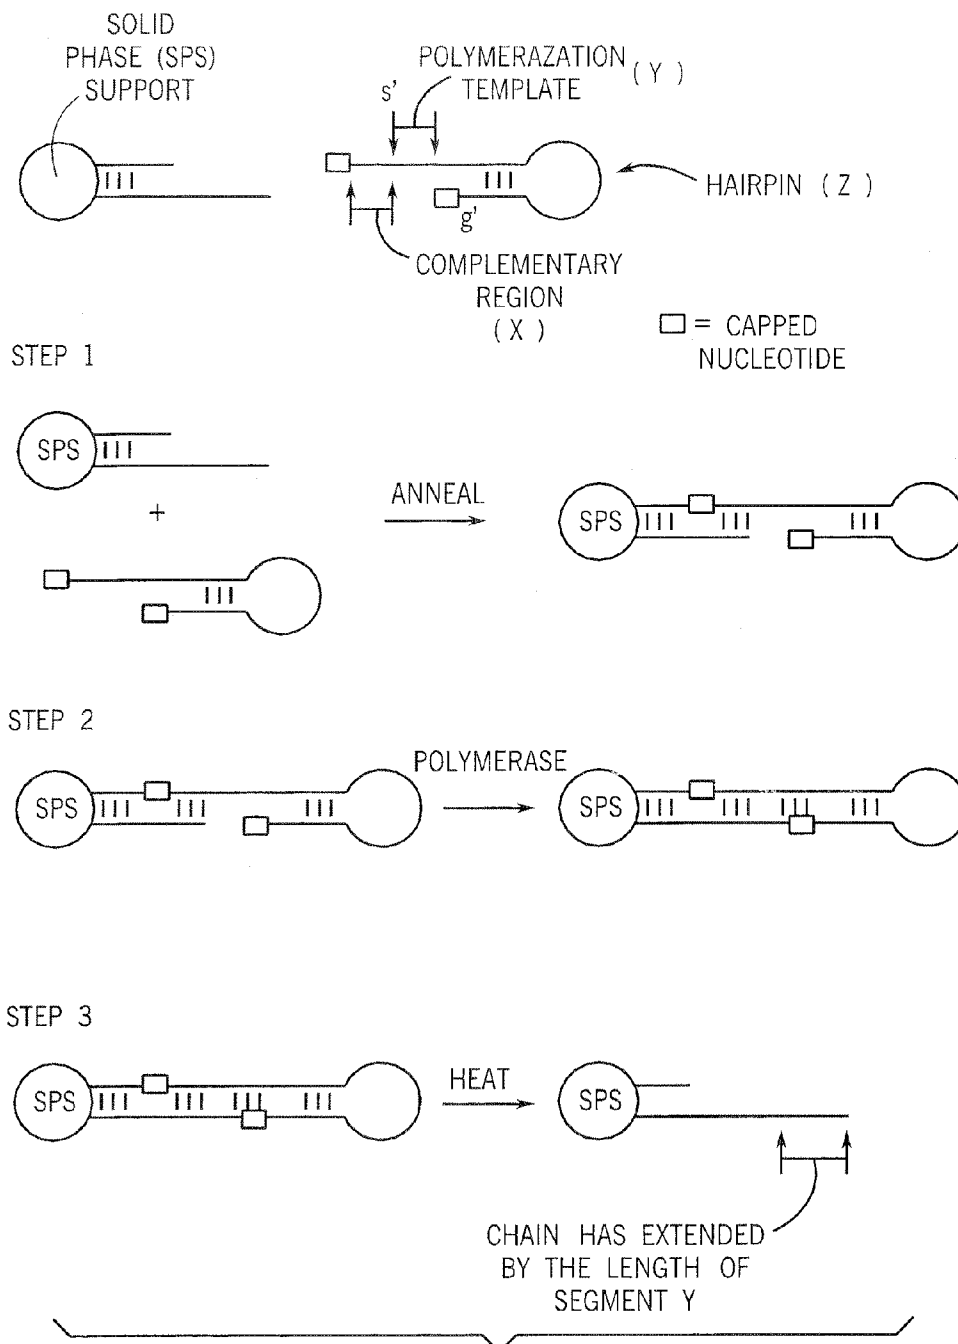 SOLID
PHASE (SPS)
SUPPORT
POLYMERAZATION
TEMPLATE
(Y)
s'
HAIRPIN (Z)
g'
COMPLEMENTARY
REGION
(X)
= CAPPED
NUCLEOTIDE
STEP 1
SPS
+
ANNEAL
SPS
STEP 2
SPS
POLYMERASE
SPS
STEP 3
SPS
HEAT
SPS
CHAIN HAS EXTENDED
BY THE LENGTH OF
SEGMENT Y